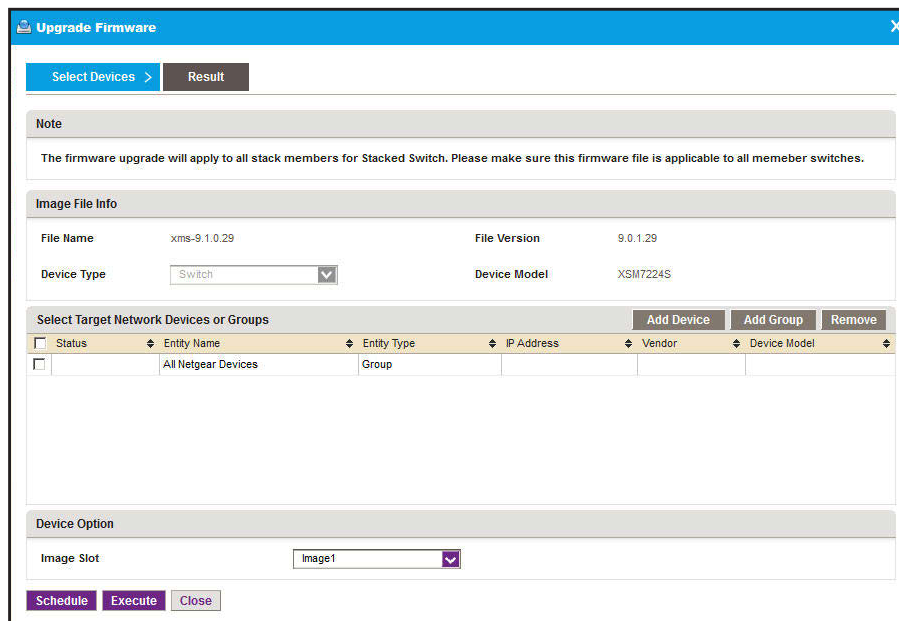 Upgrade Firmware
X
Select Devices >
Result
Note
The firmware upgrade will apply to all stack members for Stacked Switch. Please make sure this firmware file is applicable to all memeber switches.
Image File Info
File Name xms-9.1.0.29 File Version 9.0.1.29
Device Type Switch Device Model XSM7224S
Select Target Network Devices or Groups Add Device Add Group Remove
Status Entity Name Entity Type IP Address Vendor Device Model
All Netgear Devices Group
Device Option
Image Slot Image1
Schedule Execute Close